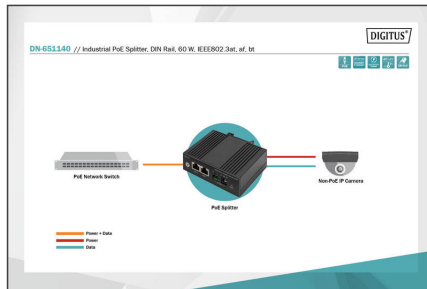 DIGITUS®
DN-651140 // Industrial PoE Splitter, DIN Rail, 60 W, IEEE802.3at, af, bt
PoE Network Switch
PoE Splitter
Non-PoE IP Camera
Power + Data
Power
Data